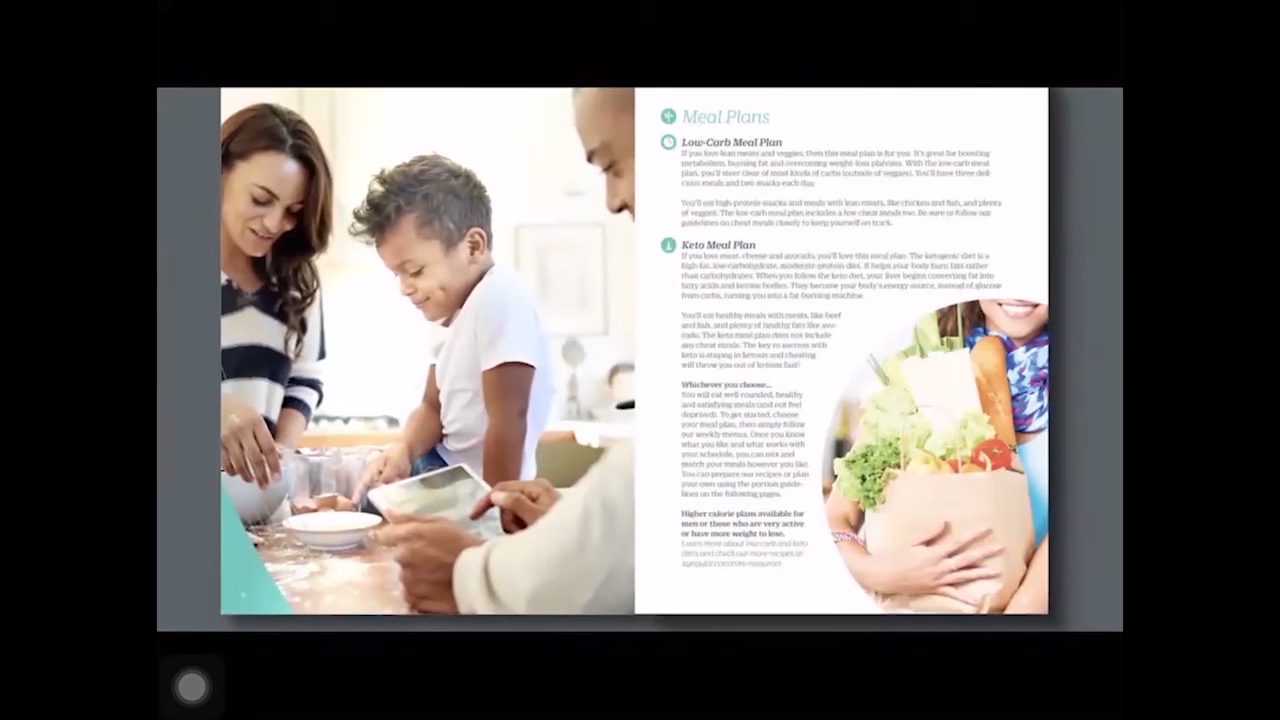 Meal Plans
Low-Carb Meal Plan
If you love lean meats and veggies, then this meal plan is for you. It's great for boosting
metabolism, burning fat and overcoming weight-loss plateaus. With the low-carb meal
plan, you'll steer clear of most kinds of carbs (outside of veggies). You'll have three deli-
cious meals and two snacks each day.
You'll eat high-protein snacks and meals with lean meats, like chicken and fish, and plenty
of veggies. The low-carb meal plan includes a few cheat meals too. Be sure to follow our
guidelines on cheat meals closely to keep yourself on track.
Keto Meal Plan
If you love meat, cheese and avocado, you'll love this meal plan. The ketogenic diet is a
high-fat, low-carbohydrate, moderate-protein diet. It helps your body burn fats rather
than carbohydrates. When you follow the keto diet, your liver begins converting fat into
fatty acids and ketone bodies. They become your body's energy source, instead of glucose
from carbs, turning you into a fat-burning machine.
You'll eat healthy meals with meats, like beef
and fish, and plenty of healthy fats like avo-
cado. The keto meal plan does not include
any cheat meals. The key to success with
keto is staying in ketosis and cheating
will throw you out of ketosis fast!
Whichever you choose...
You will eat well-rounded, healthy
and satisfying meals (and not feel
deprived). To get started, choose
your meal plan, then simply follow
our weekly menus. Once you know
what you like and what works with
your schedule, you can mix and
match your meals however you like.
You can prepare our recipes or plan
your own using the portion guide-
lines on the following pages.
Higher calorie plans available for
men or those who are very active
or have more weight to lose.
Learn more about low-carb and keto
diets and check out more recipes at